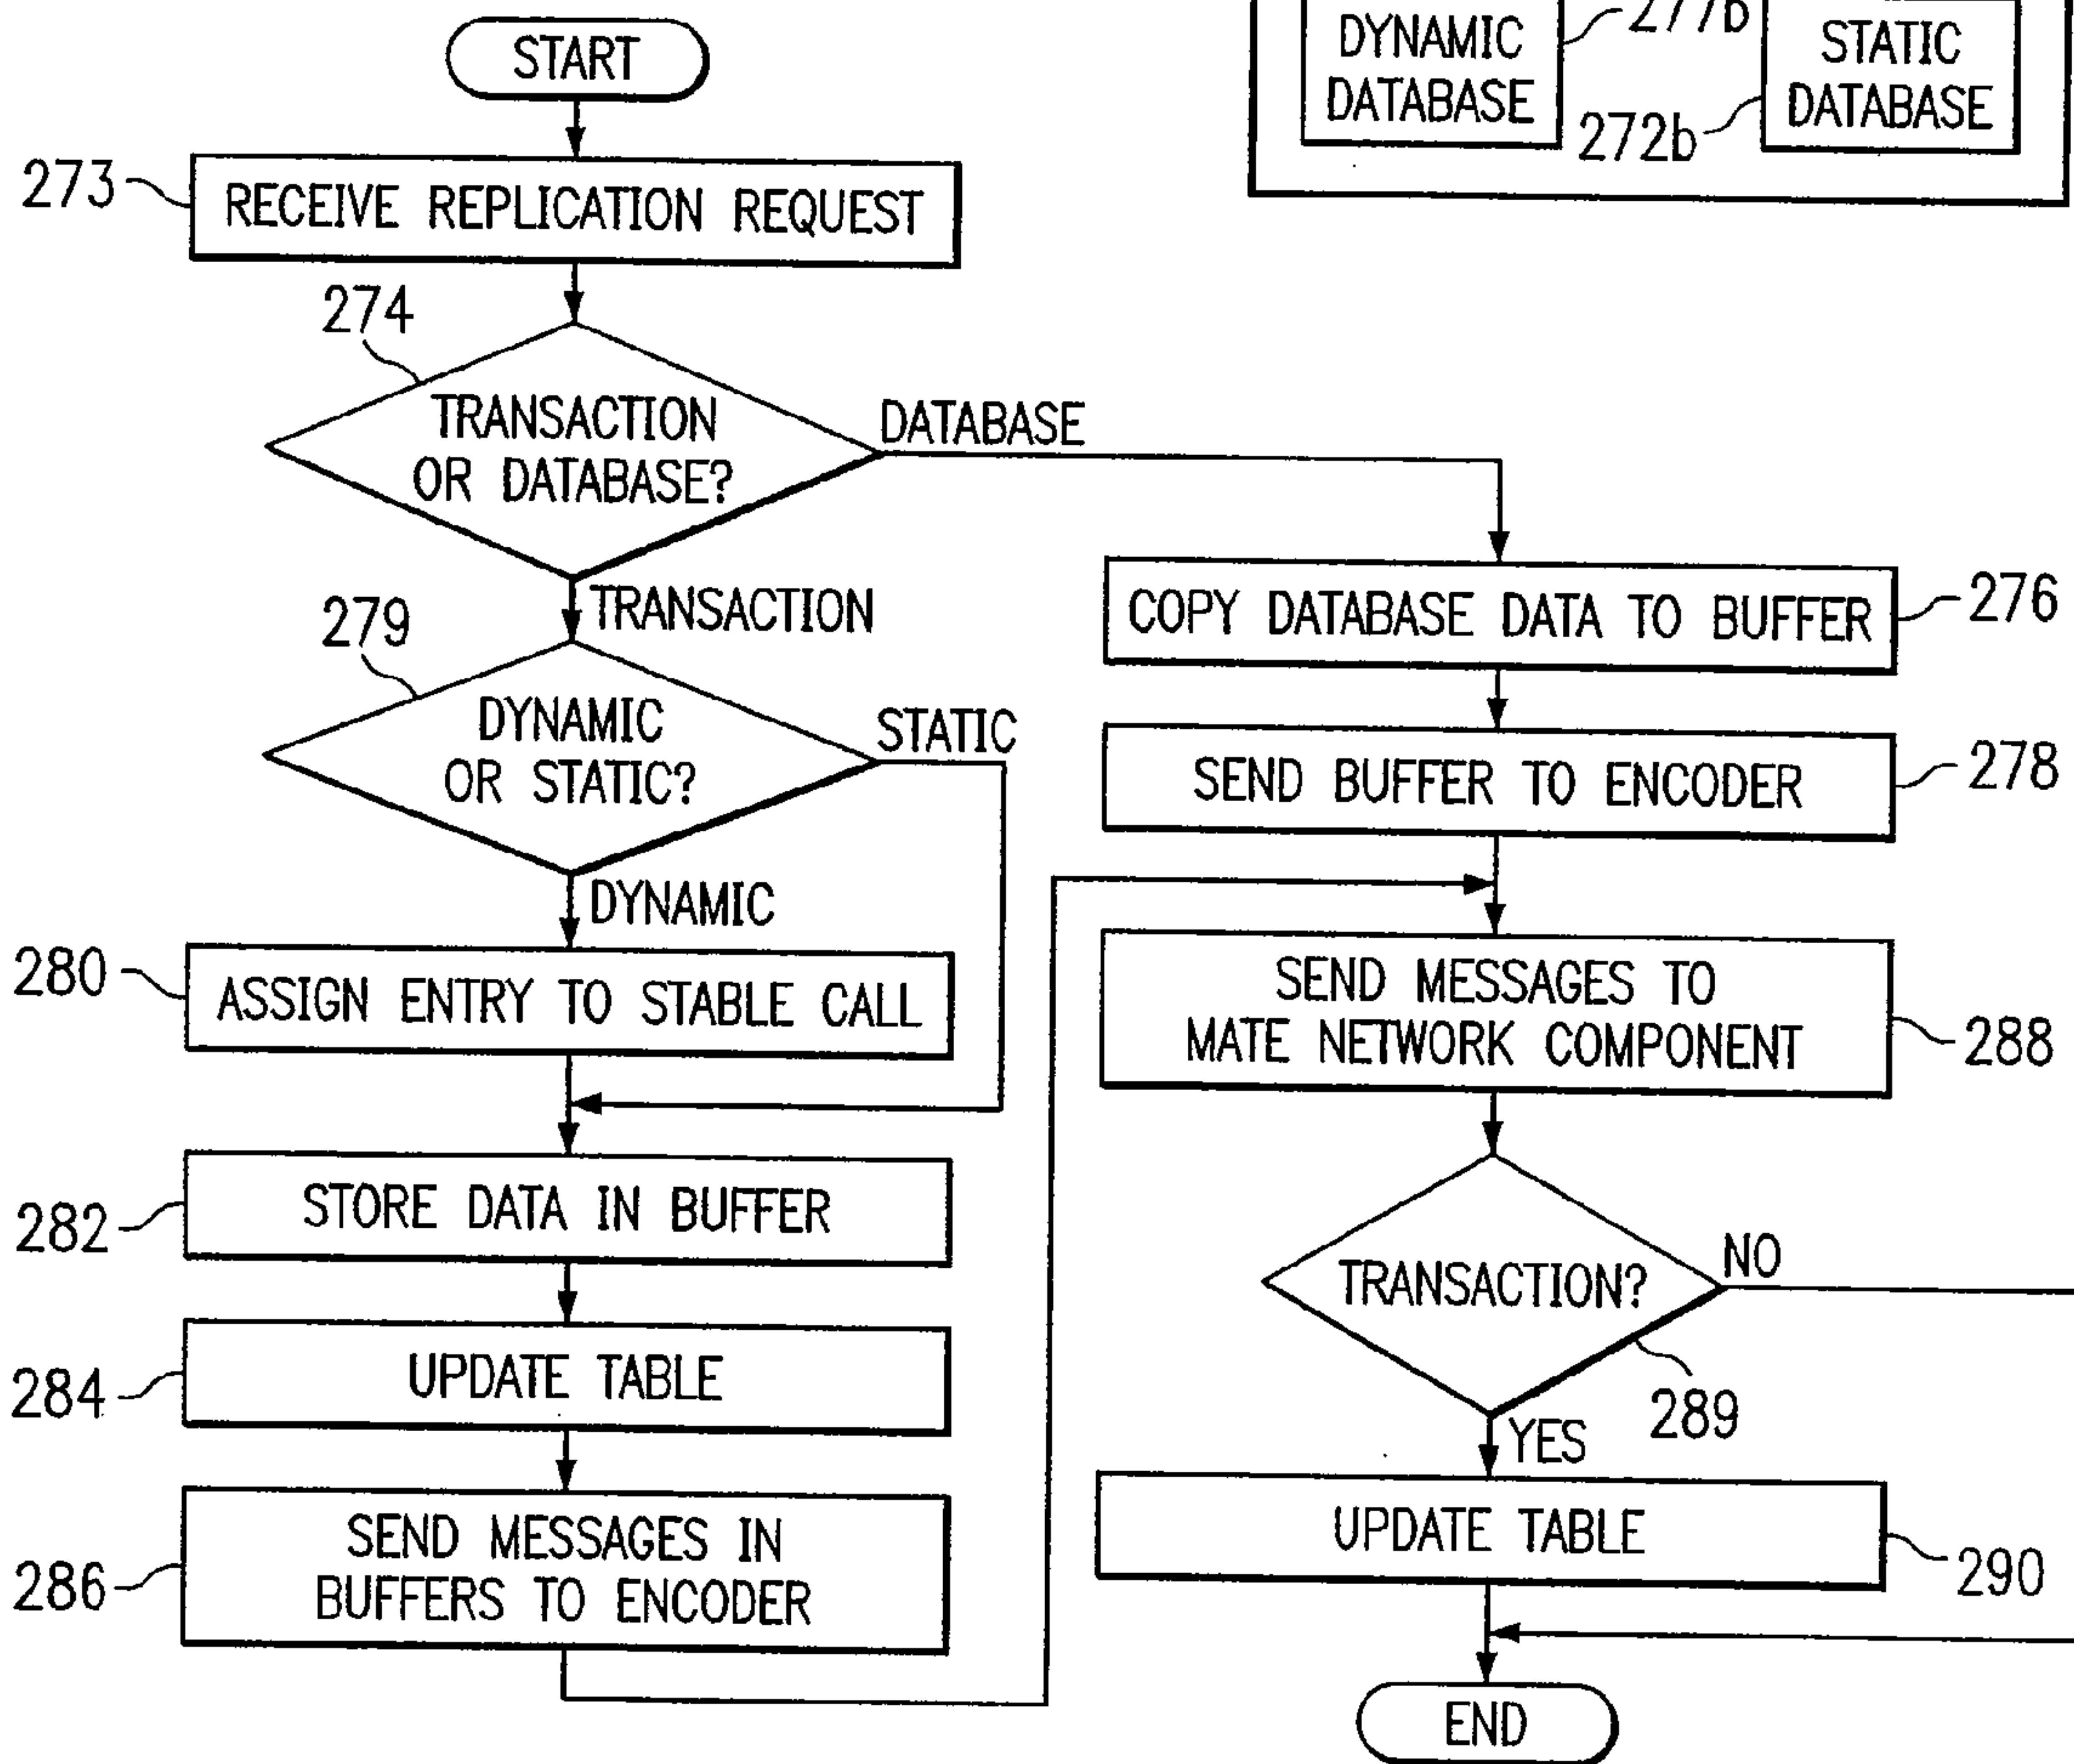 START
273
RECEIVE REPLICATION REQUEST
274
TRANSACTION
OR DATABASE?
DATABASE
TRANSACTION
279
DYNAMIC
OR STATIC?
STATIC
DYNAMIC
280
ASSIGN ENTRY TO STABLE CALL
282
STORE DATA IN BUFFER
284
UPDATE TABLE
286
SEND MESSAGES IN
BUFFERS TO ENCODER
DYNAMIC
DATABASE
277b
272b
STATIC
DATABASE
COPY DATABASE DATA TO BUFFER
276
SEND BUFFER TO ENCODER
278
SEND MESSAGES TO
MATE NETWORK COMPONENT
288
TRANSACTION?
NO
289
YES
UPDATE TABLE
290
END